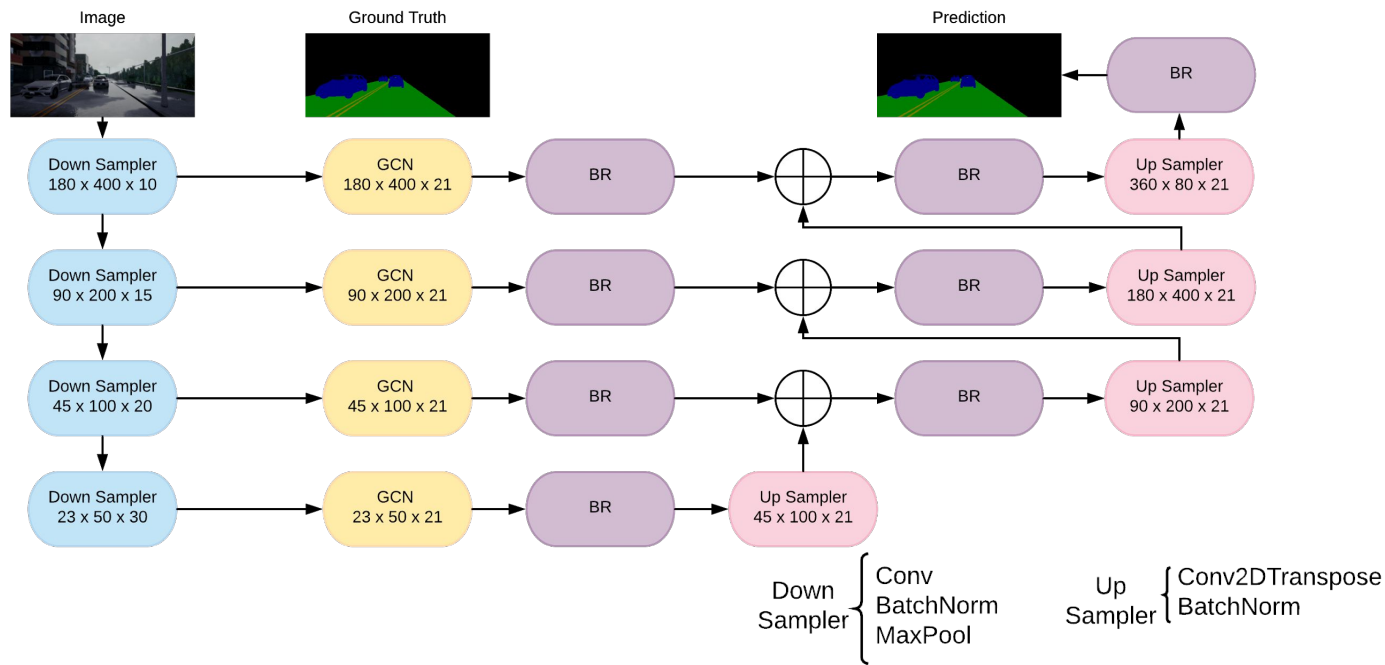 Image
Ground Truth
Prediction
BR
Down Sampler
180 x 400 x 10
GCN
180 x 400 x 21
BR
BR
Up Sampler
360 x 80 x 21
Down Sampler
90 x 200 x 15
GCN
90 x 200 x 21
BR
BR
Up Sampler
180 x 400 x 21
Down Sampler
45 x 100 x 20
GCN
45 x 100 x 21
BR
BR
Up Sampler
90 x 200 x 21
Down Sampler
23 x 50 x 30
GCN
23 x 50 x 21
BR
Up Sampler
45 x 100 x 21
Down
Sampler
Conv
BatchNorm
MaxPool
Up
Sampler
Conv2DTranspose
BatchNorm